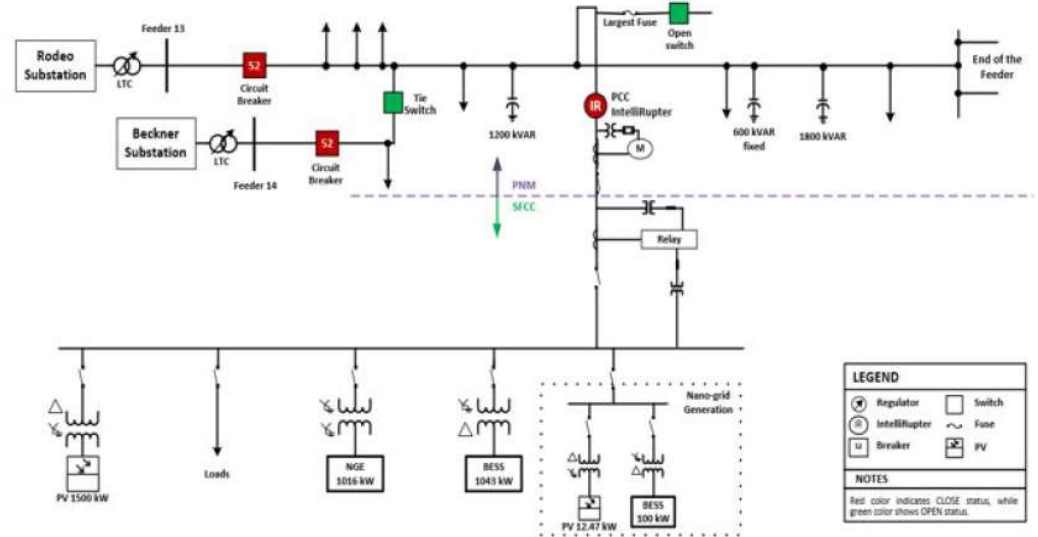 Feeder 13
Largest Fuse
Open
switch
Rodeo
Substation
LTC
52
Circuit
Breaker
Tie
Switch
1200 kVAR
IR
PCC
IntelliRupter
M
600 kVAR
fixed
1800 kVAR
End of the
Feeder
Beckner
Substation
LTC
Feeder 14
52
Circuit
Breaker
PNM
SFCC
Relay
PV 1500 kW
Loads
NGE
1016 kW
BESS
1043 kW
Nano-grid
Generation
PV 12.47 kW
BESS
100 kW
LEGEND
Regulator
Switch
IR
IntelliRupter
Fuse
52
Breaker
PV
NOTES
Red color indicates CLOSE status, while
green color shows OPEN status.